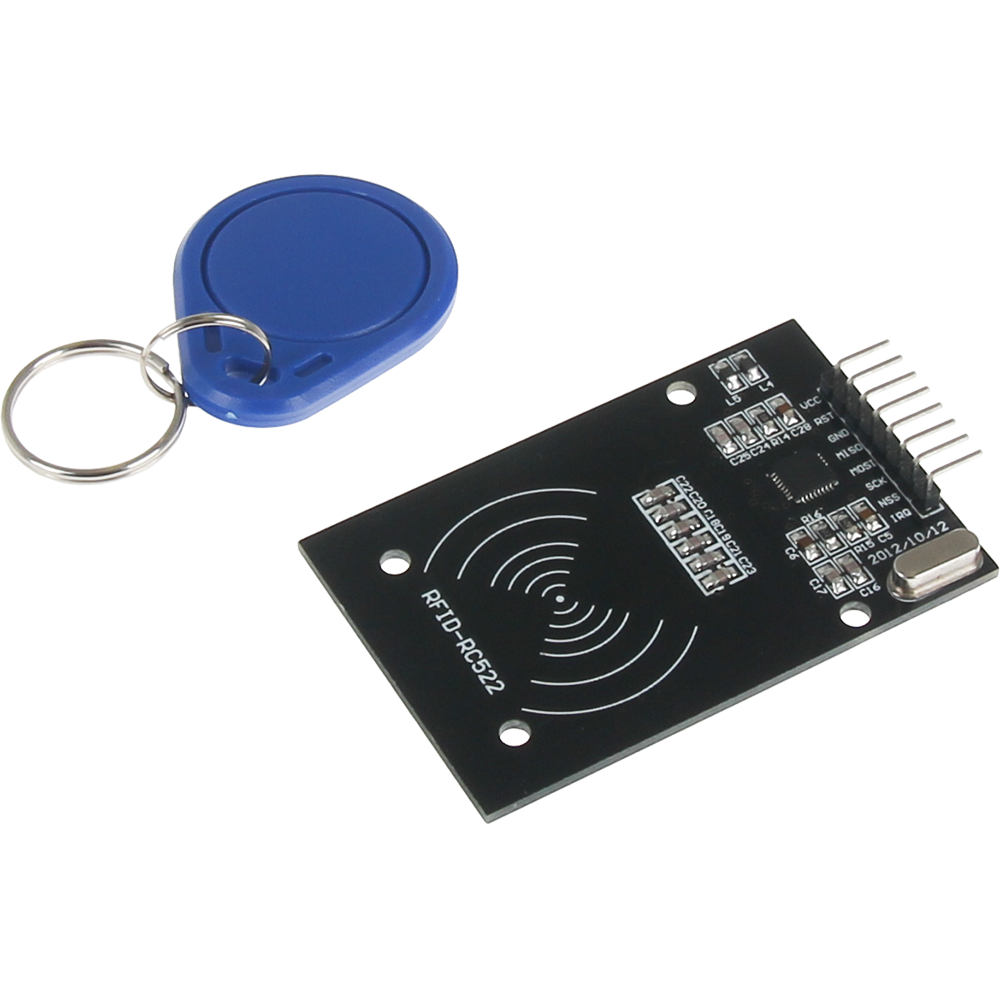 L5 L4
C25 C24 R14 C28
VCC
RST
GND
MISO
MOSI
SCK
NSS
IRQ
C22 C20 C18 C19 C21 C23
R16
C6 R15 C5
C17 C16
2012/10/12
RFID-RC522